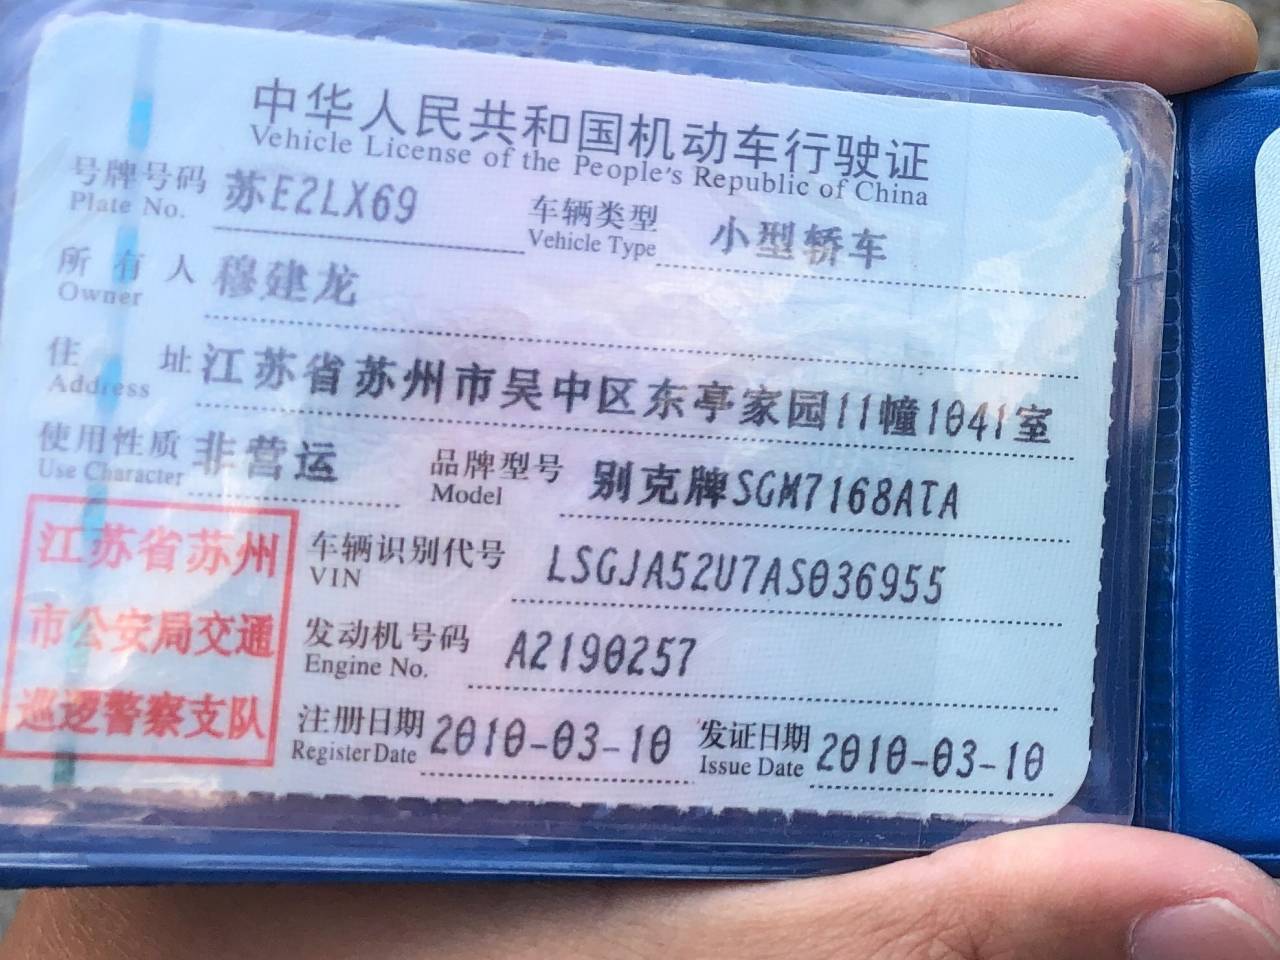 中华人民共和国机动车行驶证
Vehicle License of the People's Republic of China
号牌号码 苏E2LX69 车辆类型 小型轿车
Plate No. Vehicle Type
所有人 穆建龙
Owner
住址 江苏省苏州市吴中区东亭家园11幢1041室
Address
使用性质 非营运 品牌型号 别克牌SGM7168ATA
Use Character Model
车辆识别代号 LSGJA52U7AS036955
VIN
发动机号码 A2190257
Engine No.
注册日期 2010-03-10 发证日期 2010-03-10
Register Date Issue Date
江苏省苏州
市公安局交通
巡逻警察支队